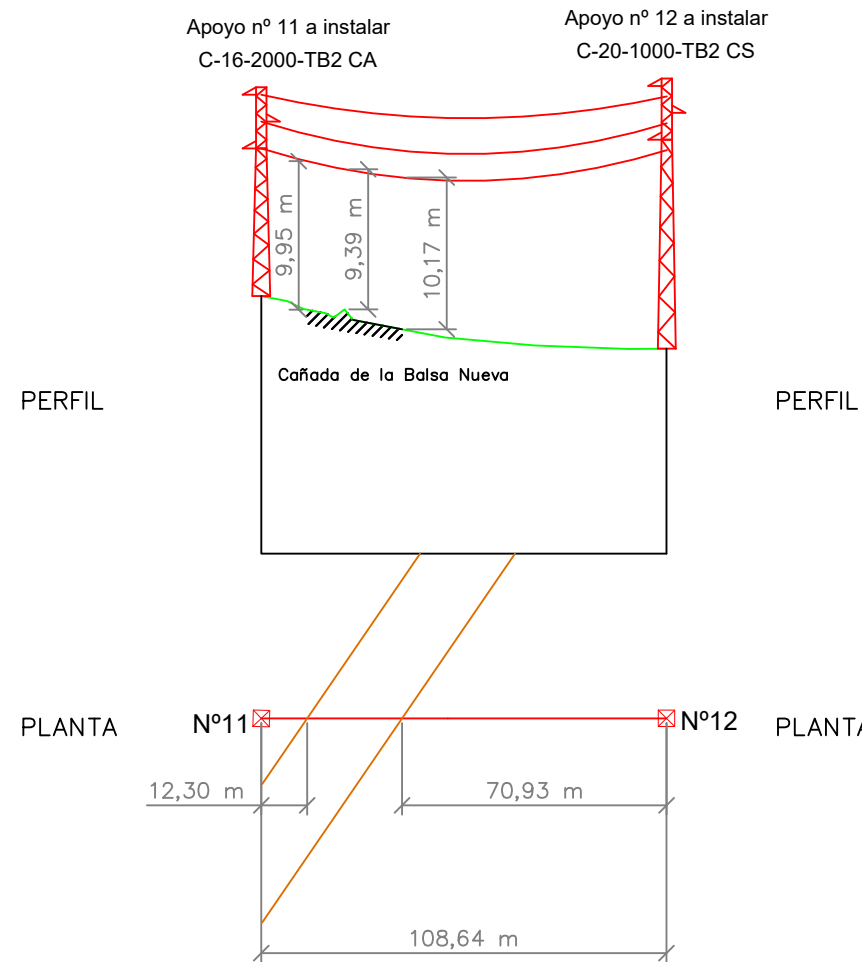 Apoyo nº 11 a instalar
C-16-2000-TB2 CA
Apoyo nº 12 a instalar
C-20-1000-TB2 CS
9,95 m
9,39 m
10,17 m
Cañada de la Balsa Nueva
PERFIL
PERFIL
PLANTA
Nº11
Nº12
PLANTA
12,30 m
70,93 m
108,64 m